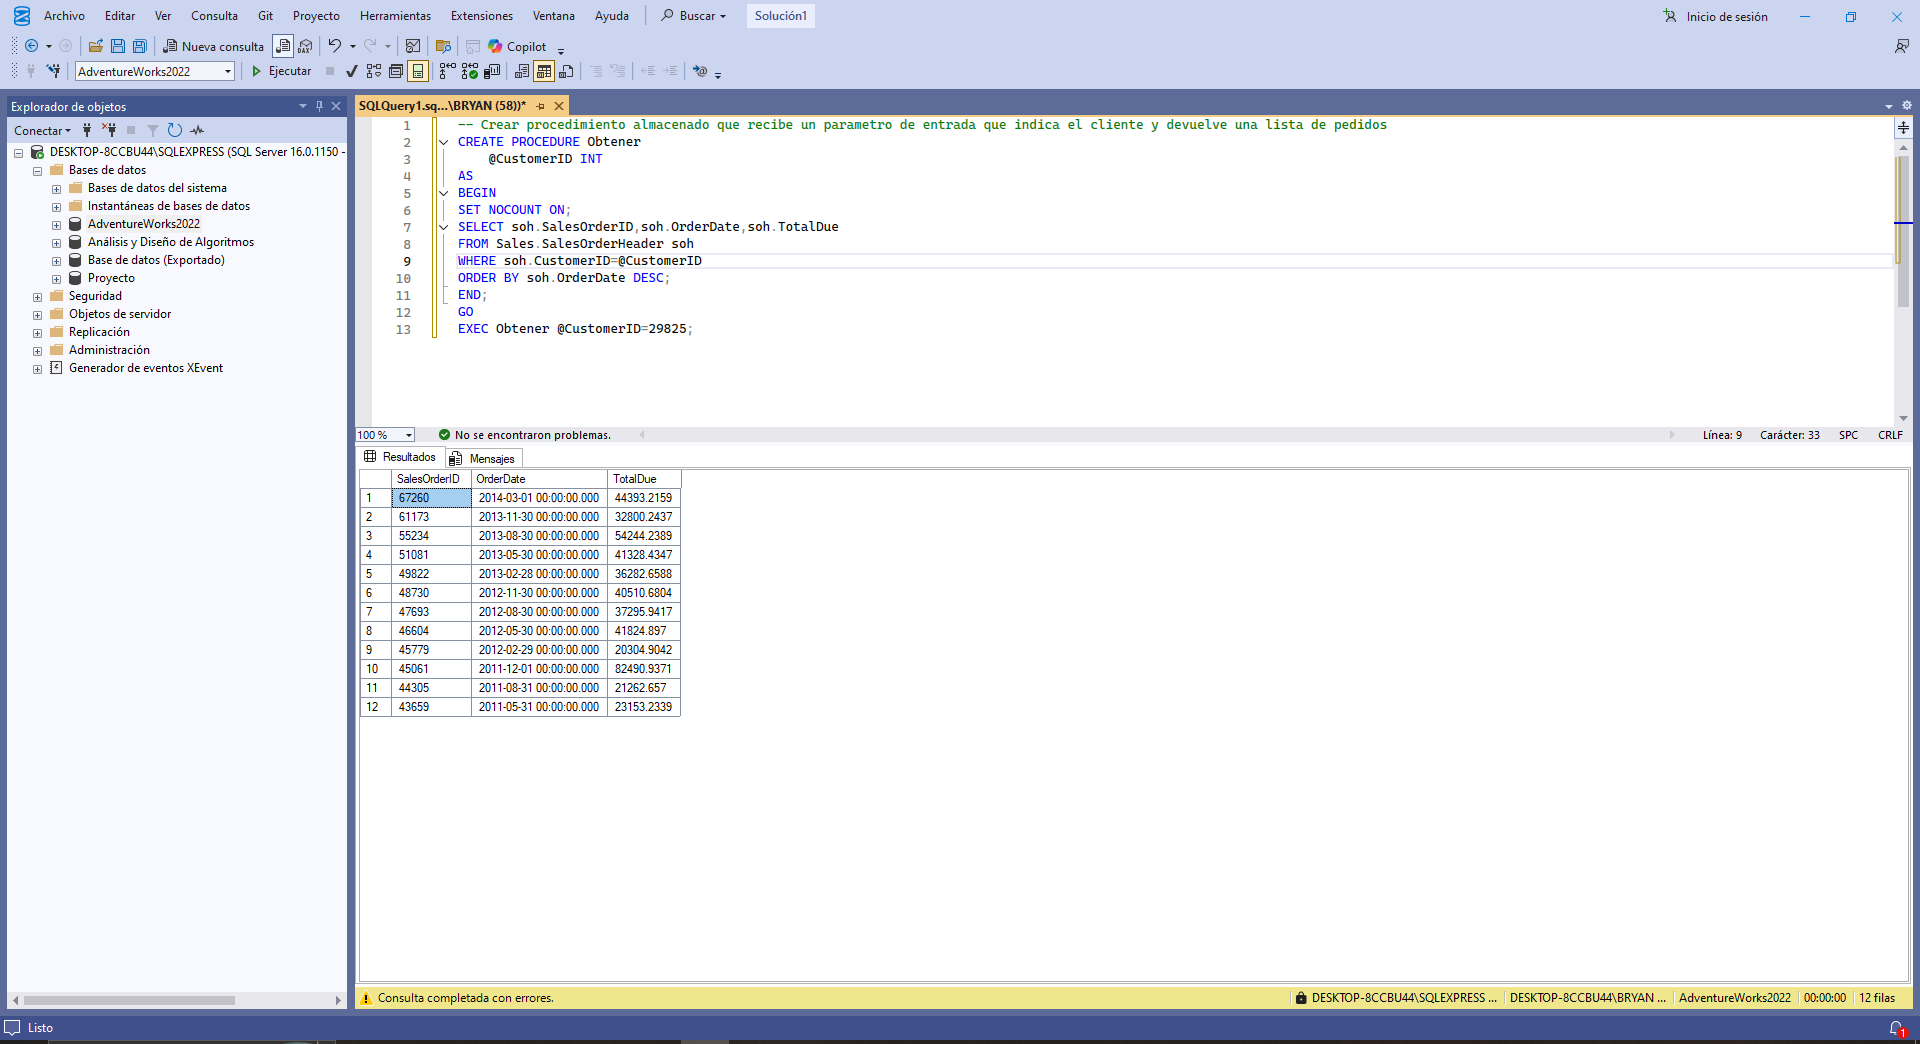 Archivo Editar Ver Consulta Git Proyecto Herramientas Extensiones Ventana Ayuda Buscar Solución1 Inicio de sesión
Nueva consulta DAX Copilot
AdventureWorks2022 Ejecutar
Explorador de objetos
Conectar
DESKTOP-8CCBU44\SQLEXPRESS (SQL Server 16.0.1150 -
Bases de datos
Bases de datos del sistema
Instantáneas de bases de datos
AdventureWorks2022
Análisis y Diseño de Algoritmos
Base de datos (Exportado)
Proyecto
Seguridad
Objetos de servidor
Replicación
Administración
Generador de eventos XEvent
SQLQuery1.sq...\BRYAN (58))*
1 -- Crear procedimiento almacenado que recibe un parametro de entrada que indica el cliente y devuelve una lista de pedidos
2 CREATE PROCEDURE Obtener
3 @CustomerID INT
4 AS
5 BEGIN
6 SET NOCOUNT ON;
7 SELECT soh.SalesOrderID,soh.OrderDate,soh.TotalDue
8 FROM Sales.SalesOrderHeader soh
9 WHERE soh.CustomerID=@CustomerID
10 ORDER BY soh.OrderDate DESC;
11 END;
12 GO
13 EXEC Obtener @CustomerID=29825;
100 % No se encontraron problemas. Línea: 9 Carácter: 33 SPC CRLF
Resultados Mensajes
SalesOrderID OrderDate TotalDue
1 67260 2014-03-01 00:00:00.000 44393.2159
2 61173 2013-11-30 00:00:00.000 32800.2437
3 55234 2013-08-30 00:00:00.000 54244.2389
4 51081 2013-05-30 00:00:00.000 41328.4347
5 49822 2013-02-28 00:00:00.000 36282.6588
6 48730 2012-11-30 00:00:00.000 40510.6804
7 47693 2012-08-30 00:00:00.000 37295.9417
8 46604 2012-05-30 00:00:00.000 41824.897
9 45779 2012-02-29 00:00:00.000 20304.9042
10 45061 2011-12-01 00:00:00.000 82490.9371
11 44305 2011-08-31 00:00:00.000 21262.657
12 43659 2011-05-31 00:00:00.000 23153.2339
Consulta completada con errores. DESKTOP-8CCBU44\SQLEXPRESS ... DESKTOP-8CCBU44\BRYAN ... AdventureWorks2022 00:00:00 12 filas
Listo 1